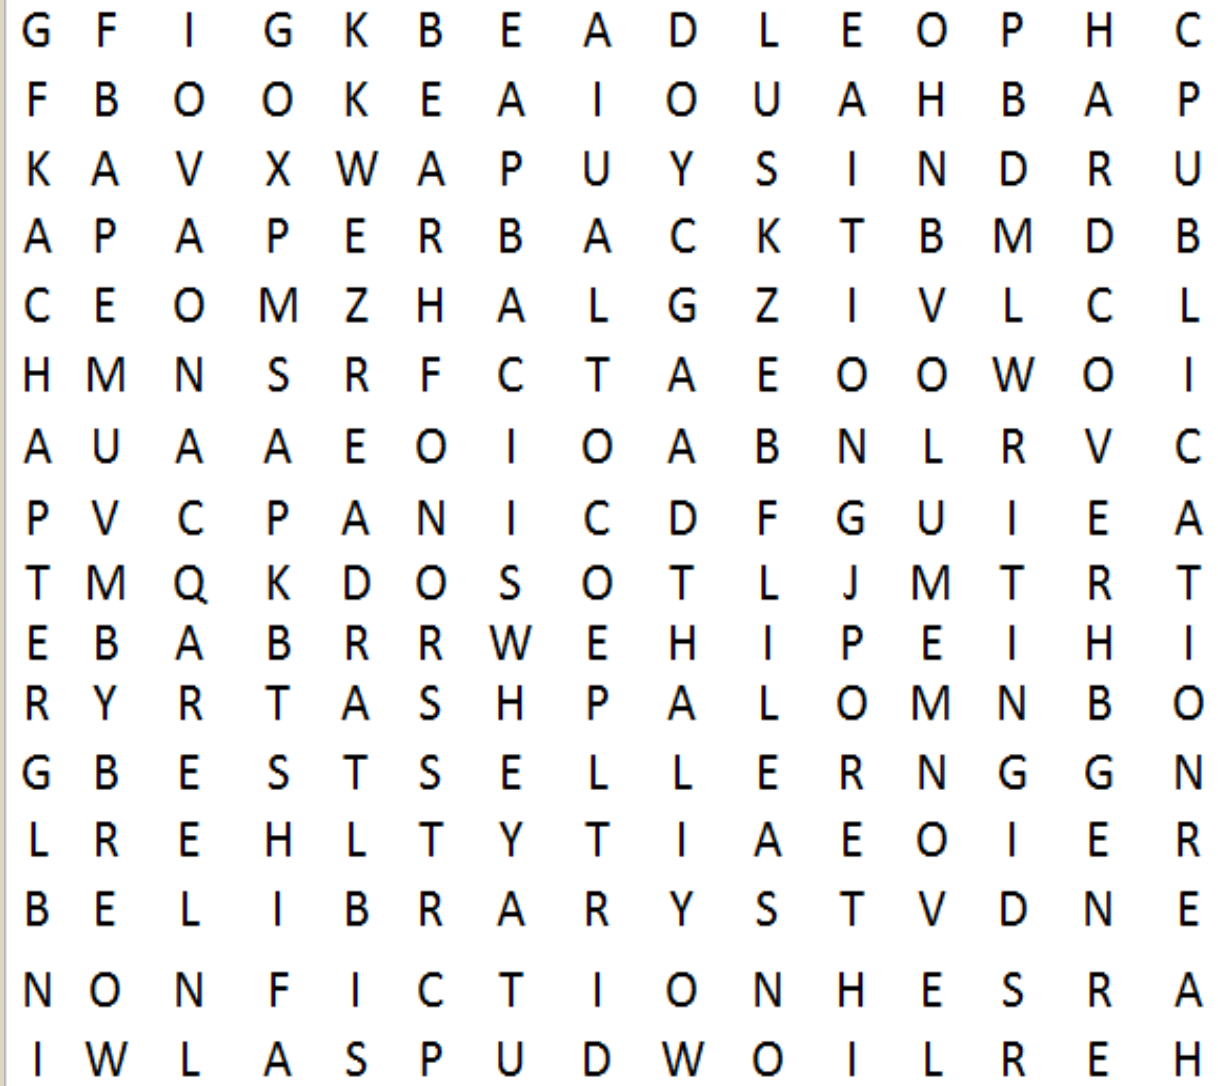 G F I G K B E A D L E O P H C
F B O O K E A I O U A H B A P
K A V X W A P U Y S I N D R U
A P A P E R B A C K T B M D B
C E O M Z H A L G Z I V L C L
H M N S R F C T A E O O W O I
A U A A E O I O A B N L R V C
P V C P A N I C D F G U I E A
T M Q K D O S O T L J M T R T
E B A B R R W E H I P E I H I
R Y R T A S H P A L O M N B O
G B E S T S E L L E R N G G N
L R E H L T Y T I A E O I E R
B E L I B R A R Y S T V D N E
N O N F I C T I O N H E S R A
I W L A S P U D W O I L R E H